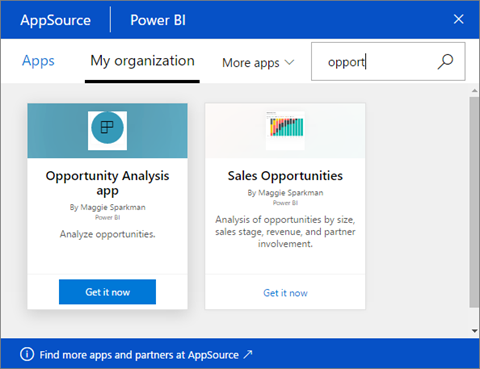 AppSource Power BI
Apps My organization More apps opport
Opportunity Analysis
app
By Maggie Sparkman
Power BI
Analyze opportunities.
Get it now
Sales Opportunities
By Maggie Sparkman
Power BI
Analysis of opportunities by size,
sales stage, revenue, and partner
involvement.
Get it now
Find more apps and partners at AppSource